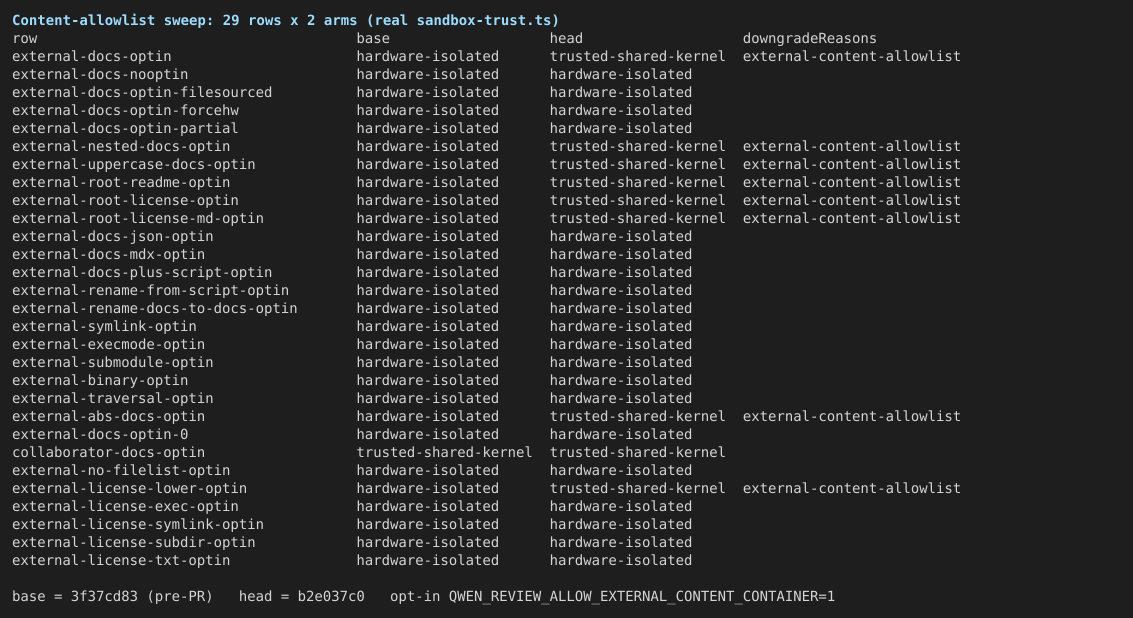 Content-allowlist sweep: 29 rows x 2 arms (real sandbox-trust.ts)
row base head downgradeReasons
external-docs-optin hardware-isolated trusted-shared-kernel external-content-allowlist
external-docs-nooptin hardware-isolated hardware-isolated
external-docs-optin-filesourced hardware-isolated hardware-isolated
external-docs-optin-forcehw hardware-isolated hardware-isolated
external-docs-optin-partial hardware-isolated hardware-isolated
external-nested-docs-optin hardware-isolated trusted-shared-kernel external-content-allowlist
external-uppercase-docs-optin hardware-isolated trusted-shared-kernel external-content-allowlist
external-root-readme-optin hardware-isolated trusted-shared-kernel external-content-allowlist
external-root-license-optin hardware-isolated trusted-shared-kernel external-content-allowlist
external-root-license-md-optin hardware-isolated trusted-shared-kernel external-content-allowlist
external-docs-json-optin hardware-isolated hardware-isolated
external-docs-mdx-optin hardware-isolated hardware-isolated
external-docs-plus-script-optin hardware-isolated hardware-isolated
external-rename-from-script-optin hardware-isolated hardware-isolated
external-rename-docs-to-docs-optin hardware-isolated hardware-isolated
external-symlink-optin hardware-isolated hardware-isolated
external-execmode-optin hardware-isolated hardware-isolated
external-submodule-optin hardware-isolated hardware-isolated
external-binary-optin hardware-isolated hardware-isolated
external-traversal-optin hardware-isolated hardware-isolated
external-abs-docs-optin hardware-isolated trusted-shared-kernel external-content-allowlist
external-docs-optin-0 hardware-isolated hardware-isolated
collaborator-docs-optin trusted-shared-kernel trusted-shared-kernel
external-no-filelist-optin hardware-isolated hardware-isolated
external-license-lower-optin hardware-isolated trusted-shared-kernel external-content-allowlist
external-license-exec-optin hardware-isolated hardware-isolated
external-license-symlink-optin hardware-isolated hardware-isolated
external-license-subdir-optin hardware-isolated hardware-isolated
external-license-txt-optin hardware-isolated hardware-isolated
base = 3f37cd83 (pre-PR) head = b2e037c0 opt-in QWEN_REVIEW_ALLOW_EXTERNAL_CONTENT_CONTAINER=1